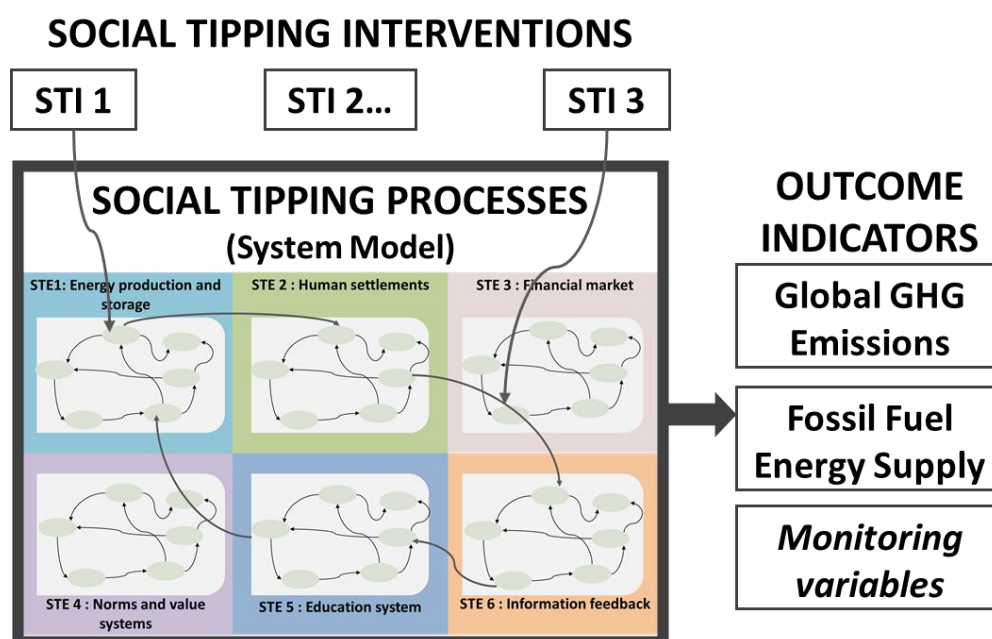 SOCIAL TIPPING INTERVENTIONS
STI 1
STI 2...
STI 3
SOCIAL TIPPING PROCESSES
(System Model)
STE1: Energy production and
storage
STE 2 : Human settlements
STE 3 : Financial market
STE 4 : Norms and value
systems
STE 5 : Education system
STE 6 : Information feedback
OUTCOME
INDICATORS
Global GHG
Emissions
Fossil Fuel
Energy Supply
Monitoring
variables